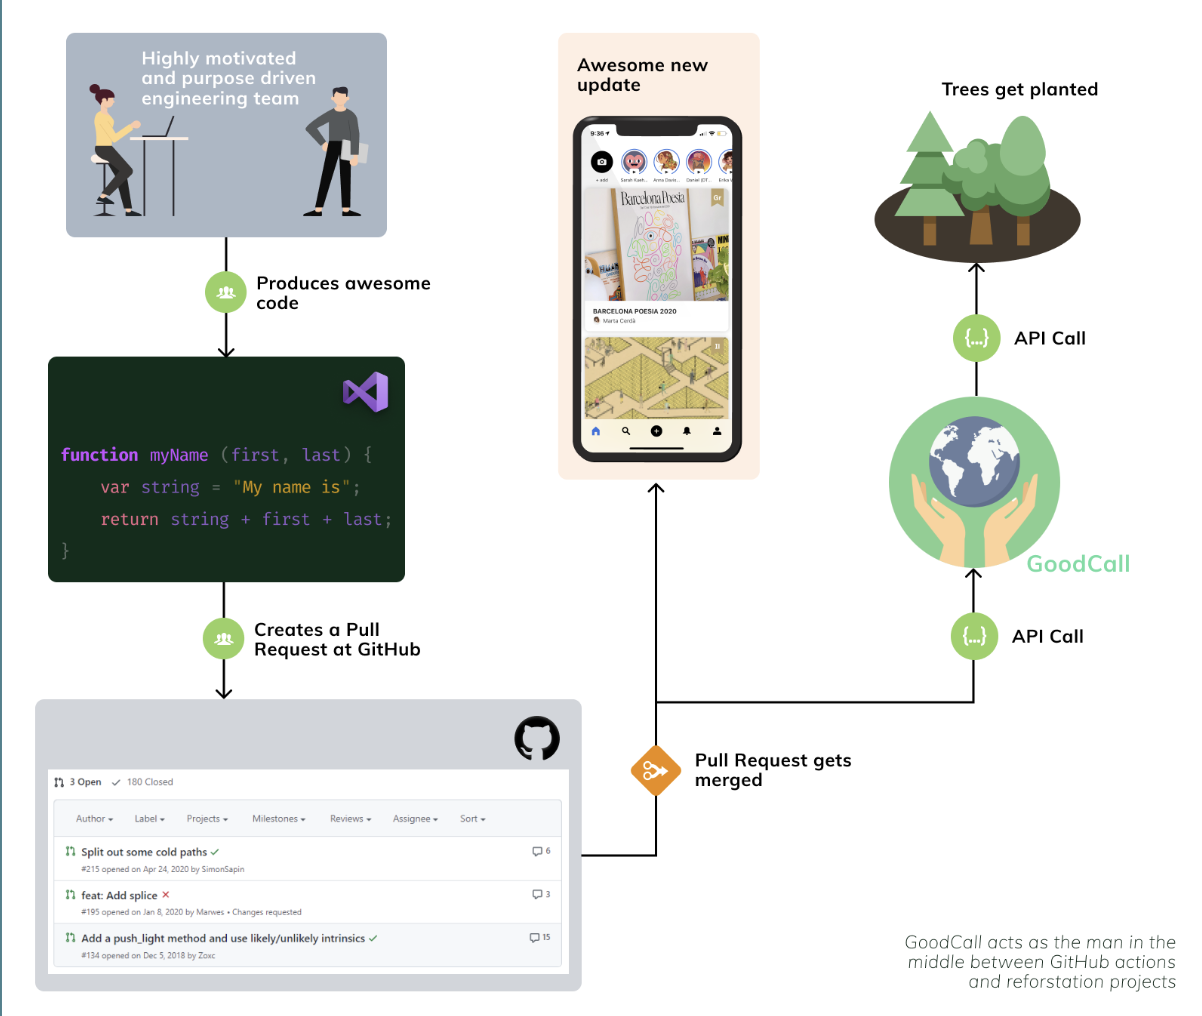 Highly motivated
and purpose driven
engineering team
Produces awesome
code
function myName (first, last) {
var string = "My name is";
return string + first + last;
}
Creates a Pull
Request at GitHub
3 Open 180 Closed
Author Label Projects Milestones Reviews Assignee Sort
Split out some cold paths 6
#215 opened on Apr 24, 2020 by SimonSapin
feat: Add splice 3
#195 opened on Jan 8, 2020 by Marwes • Changes requested
Add a push_light method and use likely/unlikely intrinsics 15
#134 opened on Dec 5, 2018 by Zoxc
Pull Request gets
merged
Awesome new
update
9:36
+ add Sarah Kaeh... Anna Davis... Daniel (DT...
Barcelona Poesia
Gr
BARCELONA POESIA 2020
Marta Cerdà
Trees get planted
API Call
GoodCall
API Call
GoodCall acts as the man in the
middle between GitHub actions
and reforstation projects